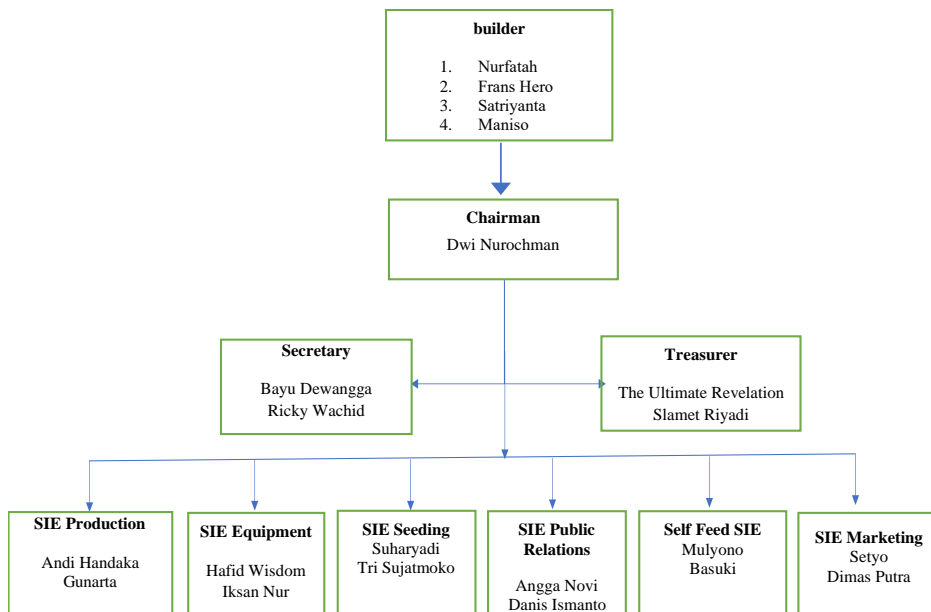 builder
1. Nurfatah
2. Frans Hero
3. Satriyanta
4. Maniso
Chairman
Dwi Nurochman
Secretary
Bayu Dewangga
Ricky Wachid
Treasurer
The Ultimate Revelation
Slamet Riyadi
SIE Production
Andi Handaka
Gunarta
SIE Equipment
Hafid Wisdom
Iksan Nur
SIE Seeding
Suharyadi
Tri Sujatmoko
SIE Public
Relations
Angga Novi
Danis Ismanto
Self Feed SIE
Mulyono
Basuki
SIE Marketing
Setyo
Dimas Putra